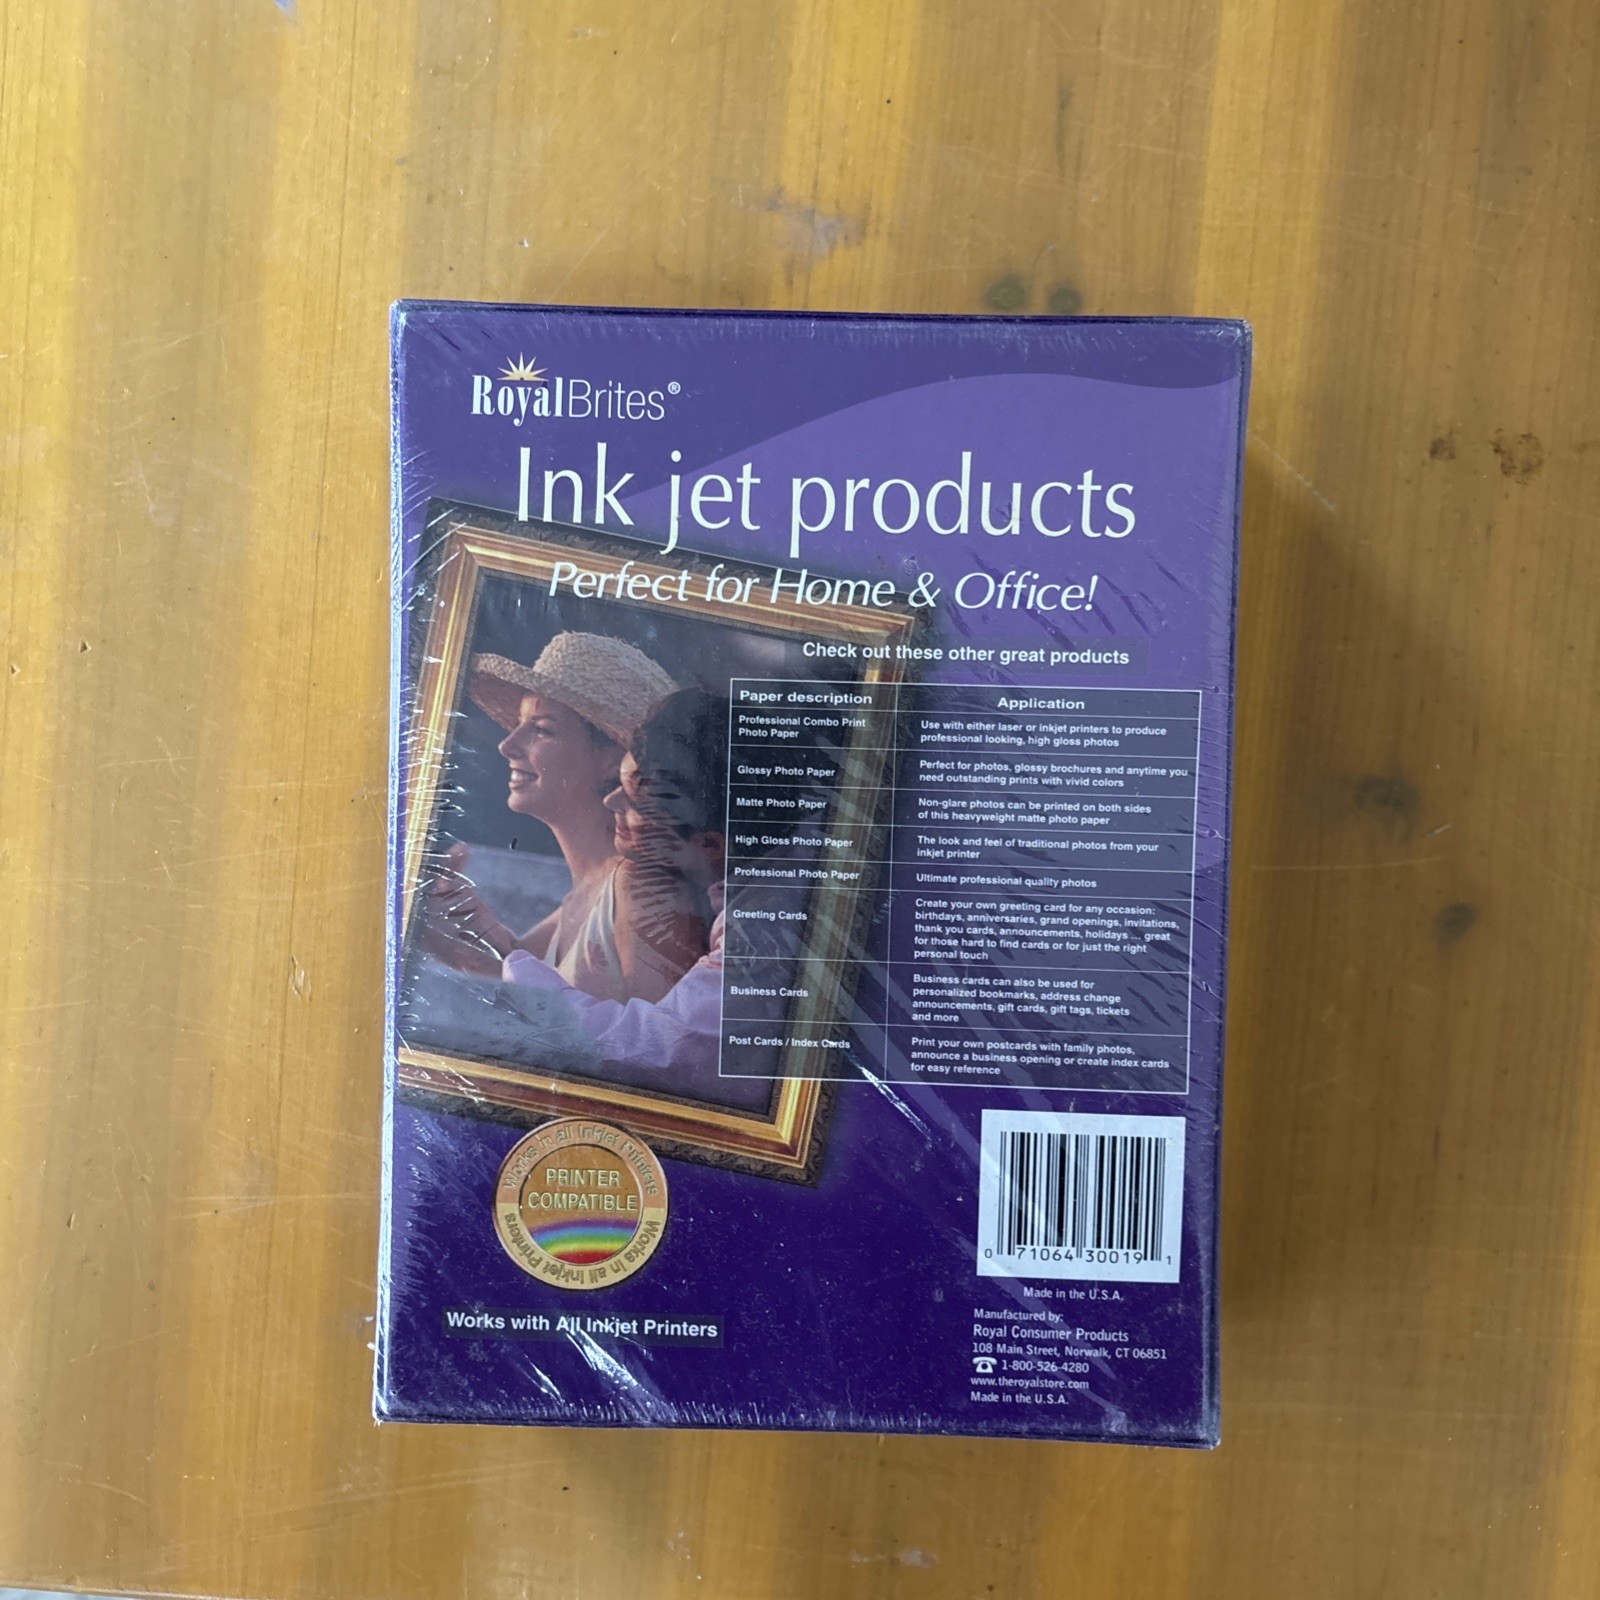 RoyalBrites®
Ink jet products
Perfect for Home & Office!
Check out these other great products
Paper description
Application
Professional Combo Print
Photo Paper
Use with either laser or inkjet printers to produce
professional looking, high gloss photos
Glossy Photo Paper
Perfect for photos, glossy brochures and anytime you
need outstanding prints with vivid colors
Matte Photo Paper
Non-glare photos can be printed on both sides
of this heavyweight matte photo paper
High Gloss Photo Paper
The look and feel of traditional photos from your
inkjet printer
Professional Photo Paper
Ultimate professional quality photos
Greeting Cards
Create your own greeting card for any occasion:
birthdays, anniversaries, grand openings, invitations,
thank you cards, announcements, holidays ... great
for those hard to find cards or for just the right
personal touch
Business Cards
Business cards can also be used for
personalized bookmarks, address change
announcements, gift cards, gift tags, tickets
and more
Post Cards / Index Cards
Print your own postcards with family photos,
announce a business opening or create index cards
for easy reference
Works in all Inkjet Printers
PRINTER
COMPATIBLE
Works in all Inkjet Printers
Works with All Inkjet Printers
0 71064 30019 1
Made in the U.S.A.
Manufactured by:
Royal Consumer Products
108 Main Street, Norwalk, CT 06851
☎ 1-800-526-4280
www.theroyalstore.com
Made in the U.S.A.